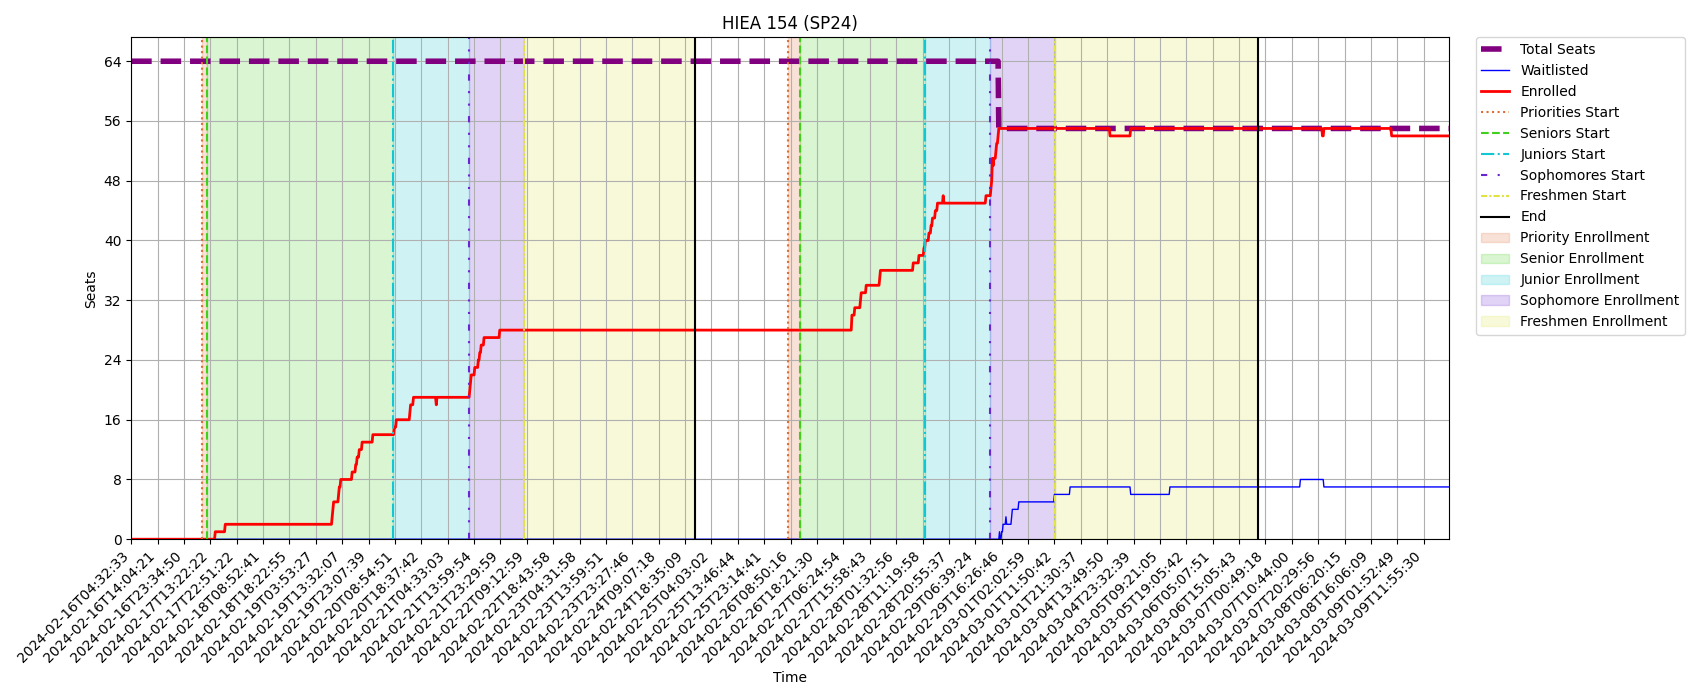 HIEA 154 (SP24)
Seats
64
56
48
40
32
24
16
8
0
2024-02-16T04:32:33
2024-02-16T14:04:21
2024-02-16T23:34:50
2024-02-17T13:22:22
2024-02-17T22:51:22
2024-02-18T08:52:41
2024-02-18T18:22:55
2024-02-19T03:53:27
2024-02-19T13:32:07
2024-02-19T23:07:39
2024-02-20T08:54:51
2024-02-20T18:37:42
2024-02-21T04:33:03
2024-02-21T13:59:54
2024-02-21T23:29:59
2024-02-22T09:12:59
2024-02-22T18:43:58
2024-02-23T04:31:58
2024-02-23T13:59:51
2024-02-23T23:27:46
2024-02-24T09:07:18
2024-02-24T18:35:09
2024-02-25T04:03:02
2024-02-25T13:46:44
2024-02-25T23:14:41
2024-02-26T08:50:16
2024-02-26T18:21:30
2024-02-27T06:24:54
2024-02-27T15:58:43
2024-02-28T01:32:56
2024-02-28T11:19:58
2024-02-28T20:55:37
2024-02-29T06:39:24
2024-02-29T16:26:46
2024-03-01T02:02:59
2024-03-01T11:50:42
2024-03-01T21:30:37
2024-03-04T13:49:50
2024-03-04T23:32:39
2024-03-05T09:21:05
2024-03-05T19:05:42
2024-03-06T05:07:51
2024-03-06T15:05:43
2024-03-07T00:49:18
2024-03-07T10:44:00
2024-03-07T20:29:56
2024-03-08T06:20:15
2024-03-08T16:06:09
2024-03-09T01:52:49
2024-03-09T11:55:30
Time
Total Seats
Waitlisted
Enrolled
Priorities Start
Seniors Start
Juniors Start
Sophomores Start
Freshmen Start
End
Priority Enrollment
Senior Enrollment
Junior Enrollment
Sophomore Enrollment
Freshmen Enrollment